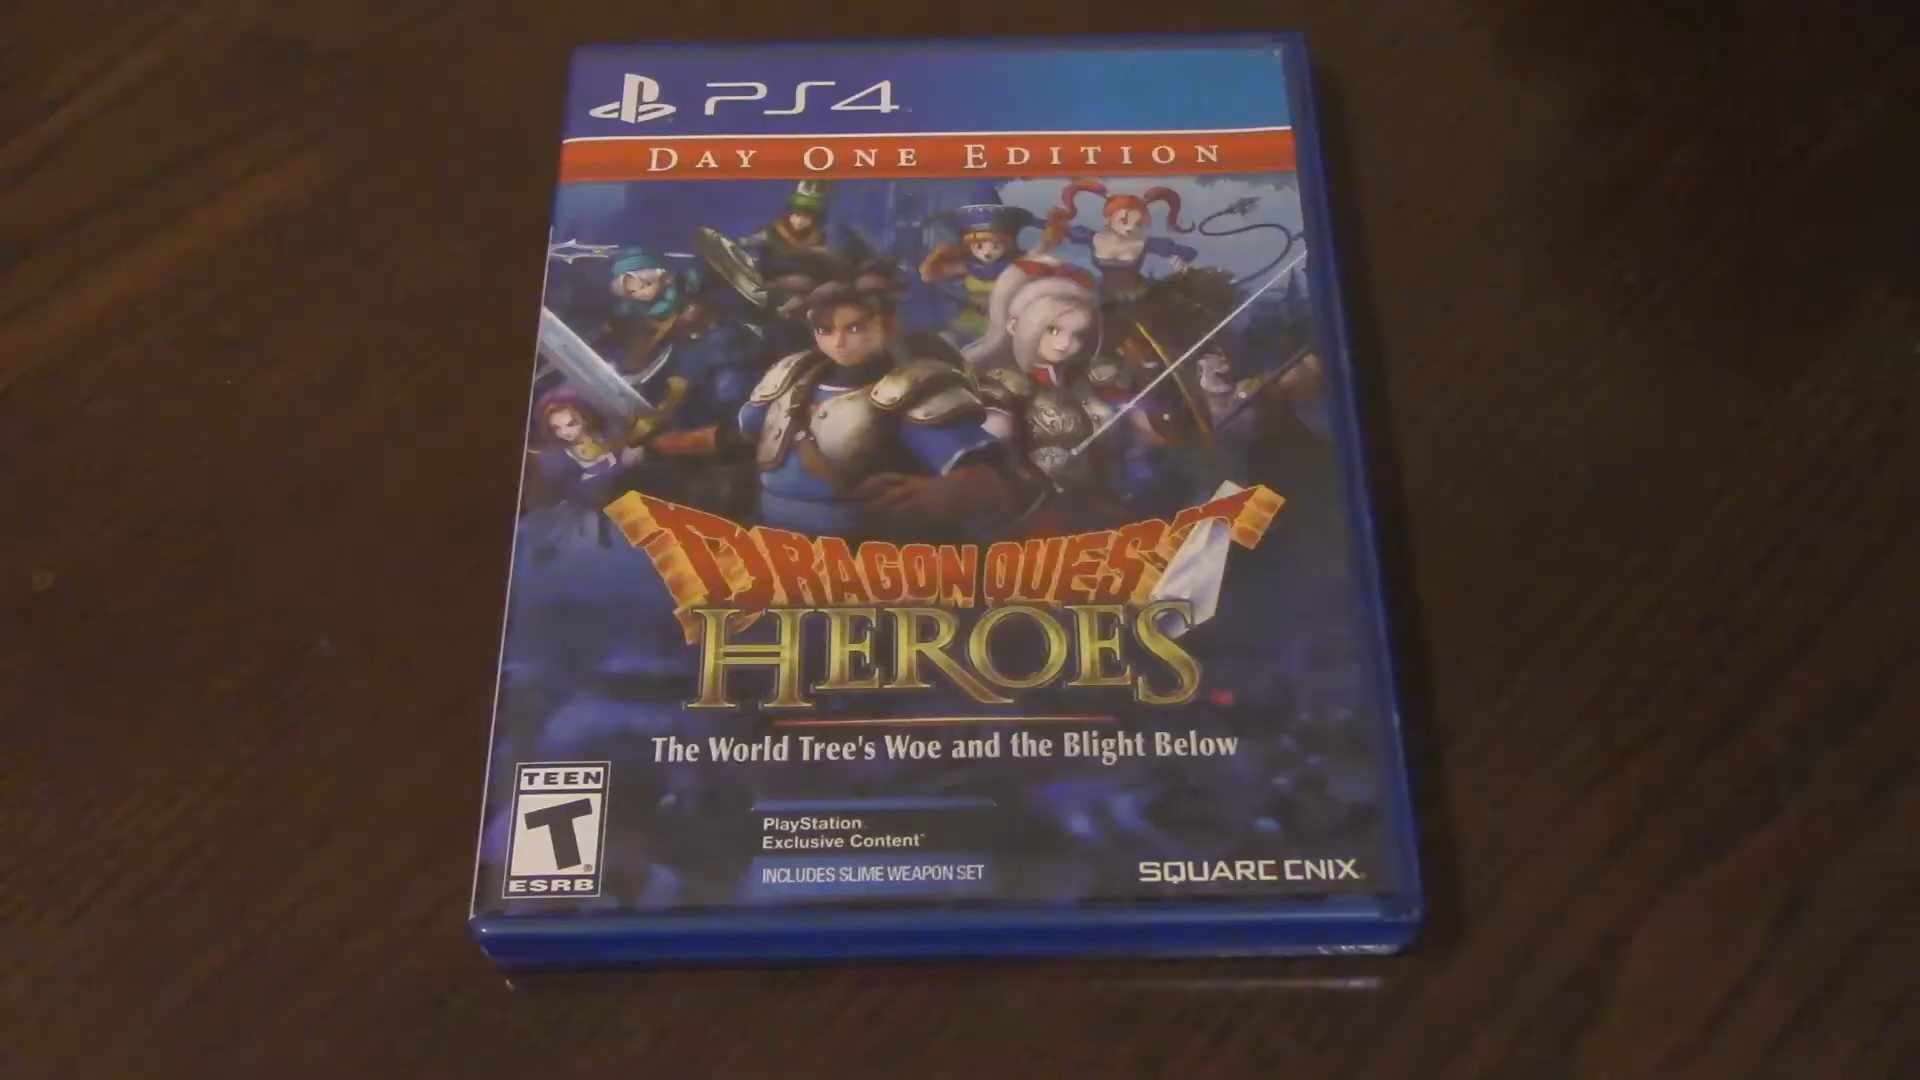 PS4
DAY ONE EDITION
DRAGON QUEST
HEROES
The World Tree's Woe and the Blight Below
TEEN
T
ESRB
PlayStation
Exclusive Content
INCLUDES SLIME WEAPON SET
SQUARE ENIX